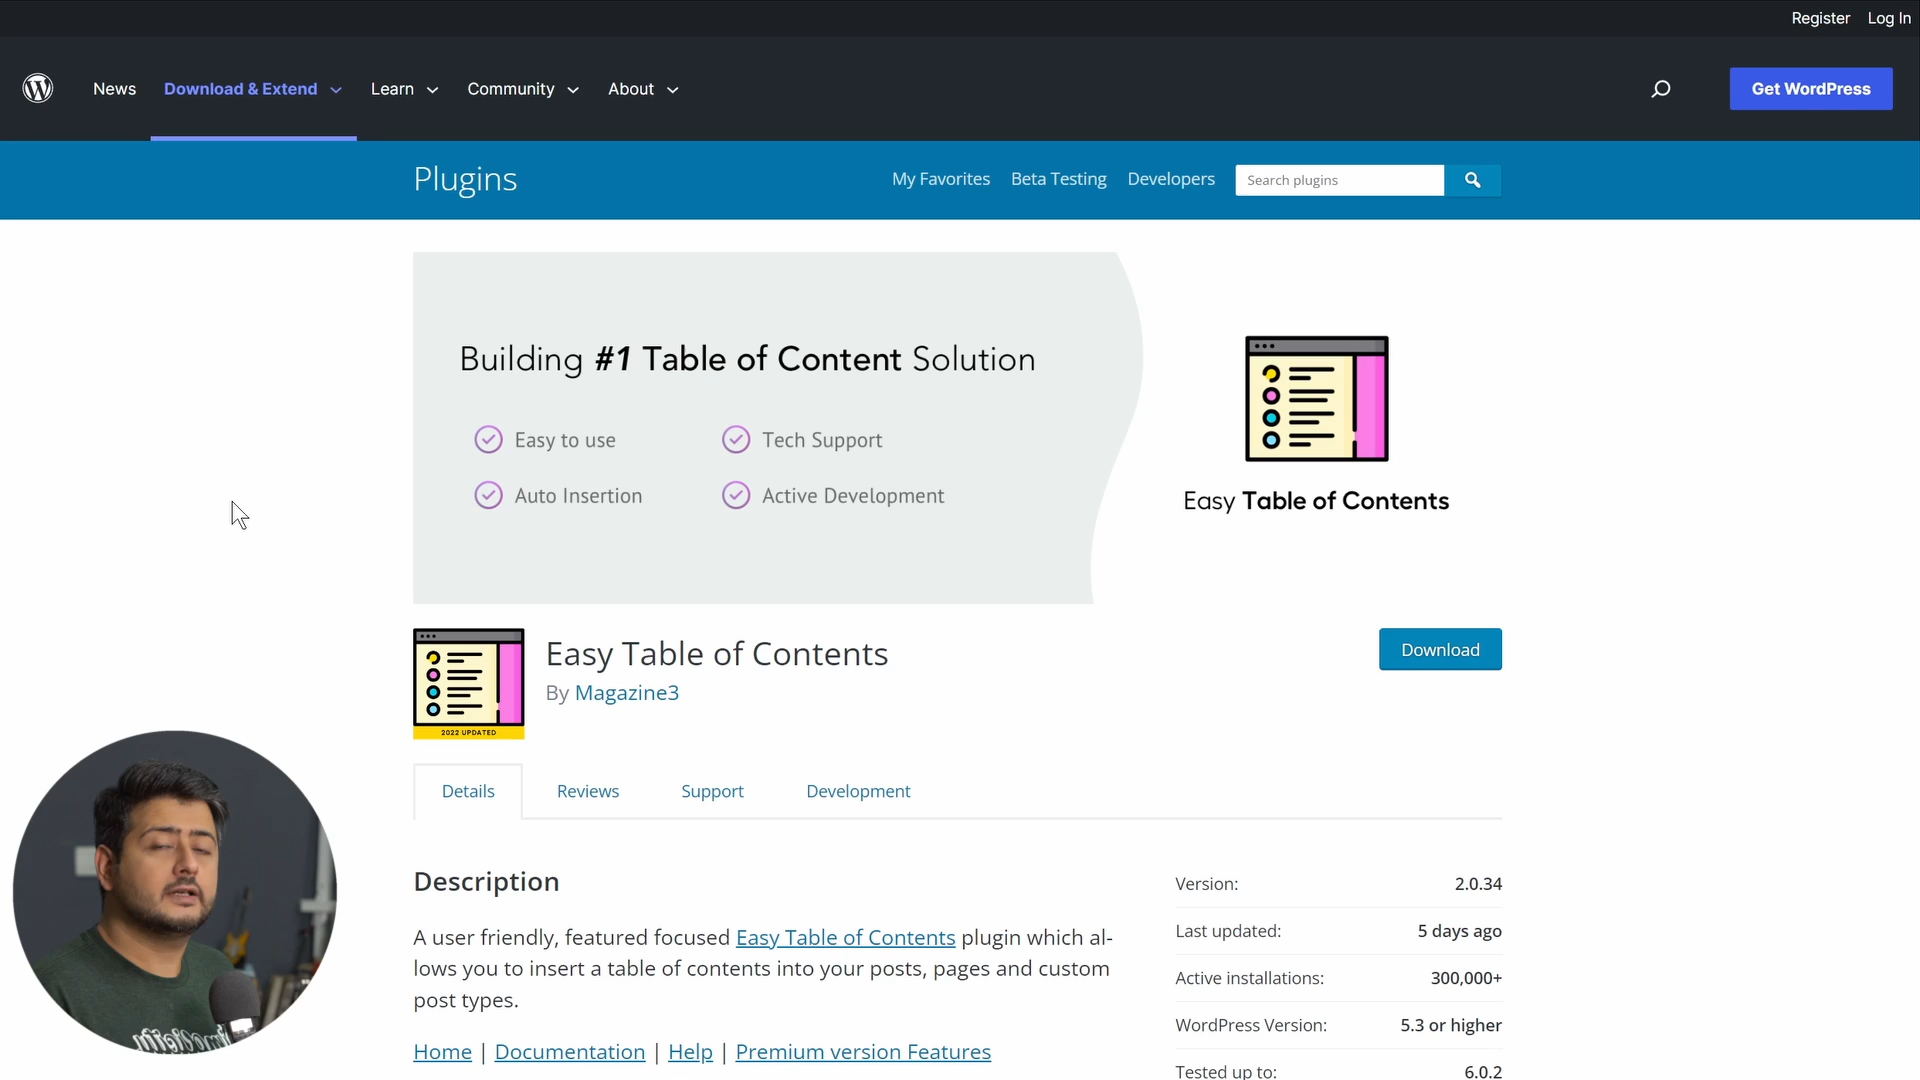 Register Log In
News Download & Extend Learn Community About Get WordPress
Plugins My Favorites Beta Testing Developers Search plugins
Building #1 Table of Content Solution
Easy to use Tech Support
Auto Insertion Active Development
Easy Table of Contents
2022 UPDATED
Easy Table of Contents
By Magazine3
Download
Details Reviews Support Development
Description
A user friendly, featured focused Easy Table of Contents plugin which al-
lows you to insert a table of contents into your posts, pages and custom
post types.
Home | Documentation | Help | Premium version Features
Version: 2.0.34
Last updated: 5 days ago
Active installations: 300,000+
WordPress Version: 5.3 or higher
Tested up to: 6.0.2